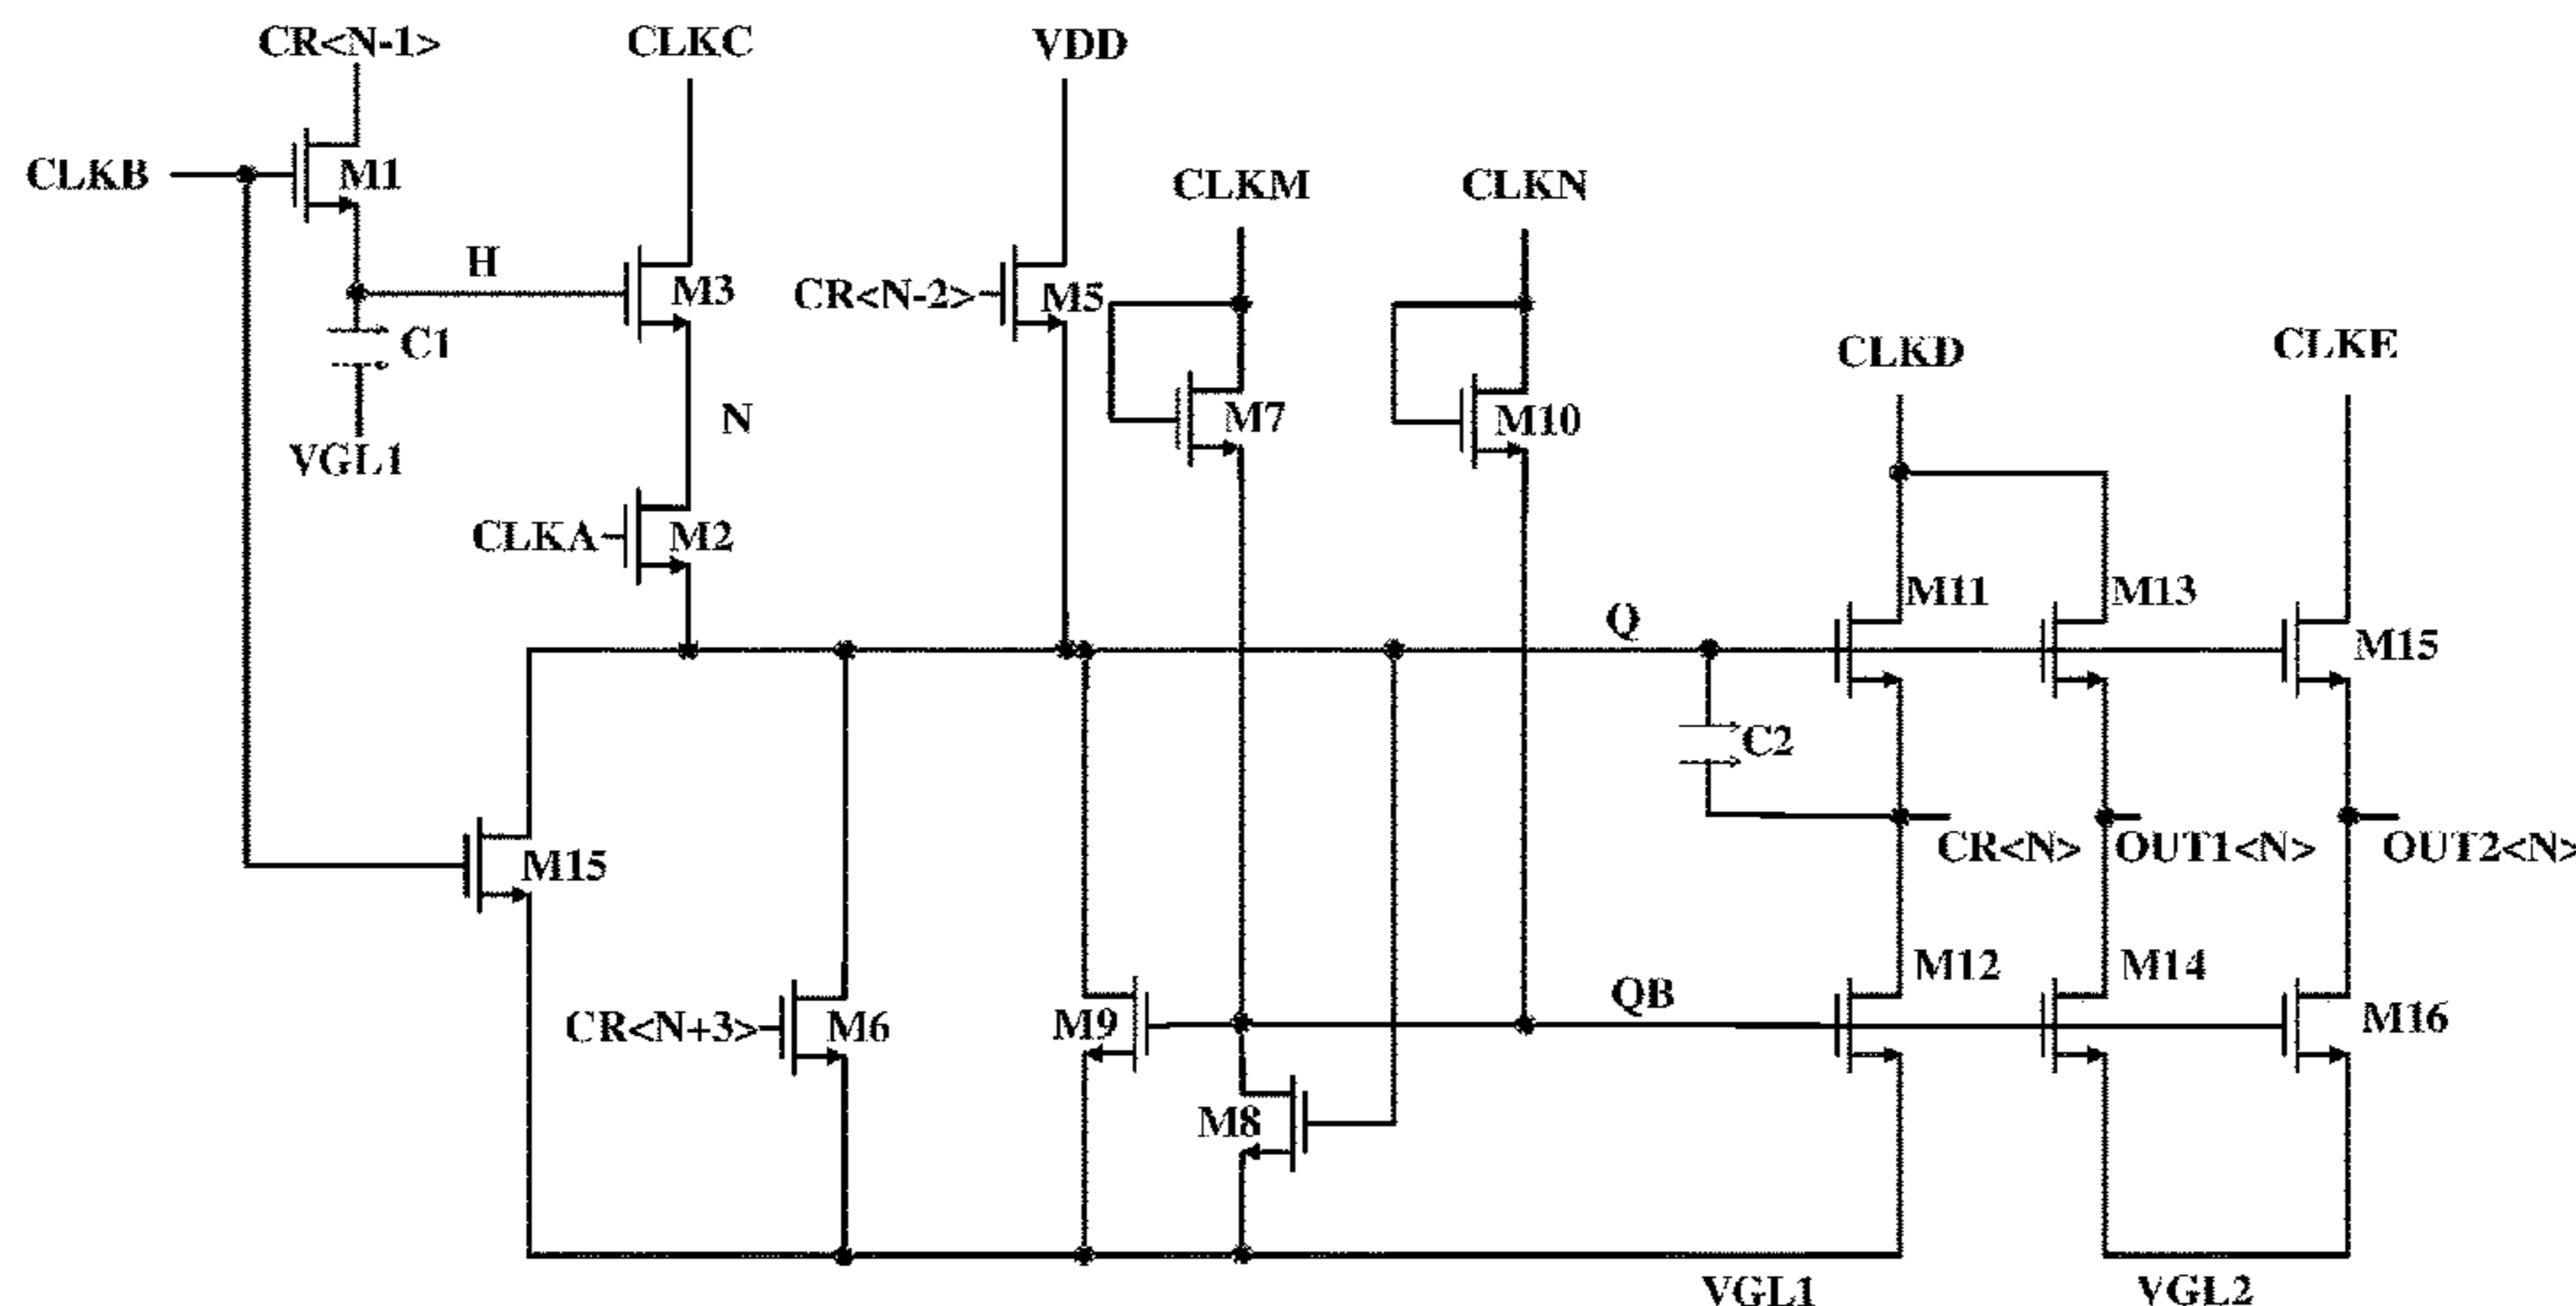 CR<N-1>
CLKC
VDD
CLKB
M1
CLKM
CLKN
H
M3
CR<N-2>
M5
C1
CLKD
CLKE
N
M7
M10
VGL1
CLKA
M2
M11
M13
Q
M15
C2
CR<N>
OUT1<N>
OUT2<N>
M15
M12
M14
QB
CR<N+3>
M6
M9
M16
M8
VGL1
VGL2